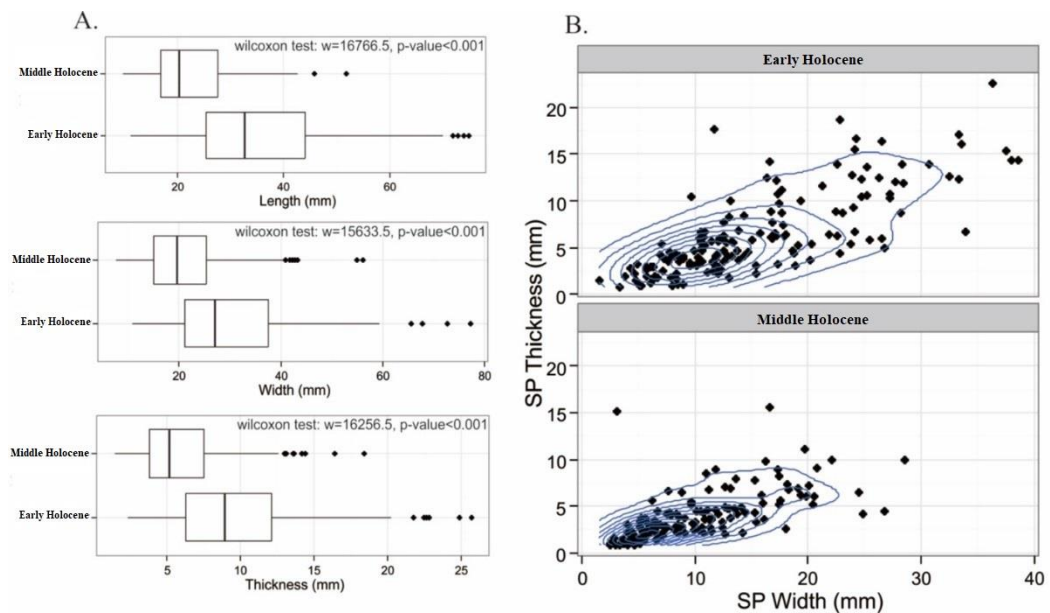 A.
wilcoxon test: w=16766.5, p-value<0.001
Middle Holocene
Early Holocene
20 40 60
Length (mm)
wilcoxon test: w=15633.5, p-value<0.001
Middle Holocene
Early Holocene
20 40 60 80
Width (mm)
wilcoxon test: w=16256.5, p-value<0.001
Middle Holocene
Early Holocene
5 10 15 20 25
Thickness (mm)
B.
Early Holocene
20
15
10
5
0
SP Thickness (mm)
Middle Holocene
20
15
10
5
0
0 10 20 30 40
SP Width (mm)